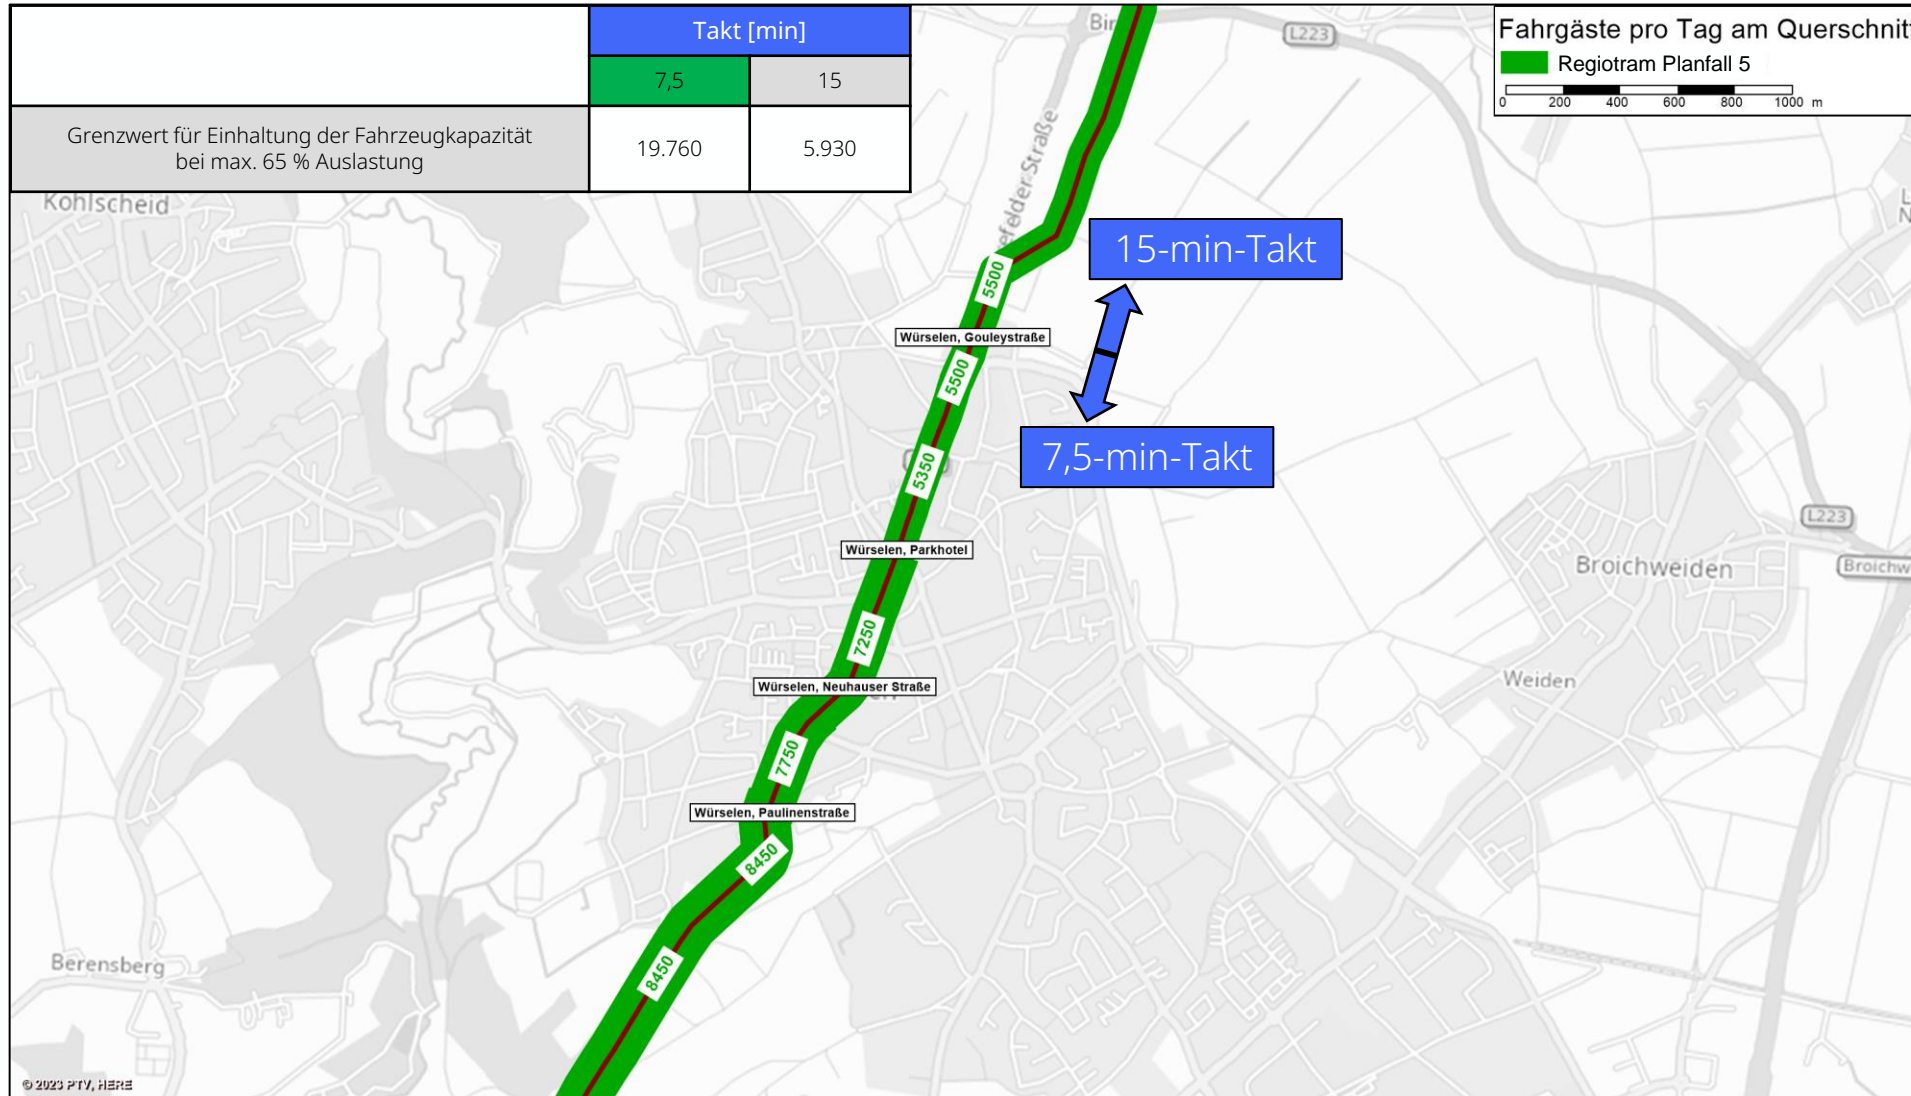 Takt [min]
7,5
15
Grenzwert für Einhaltung der Fahrzeugkapazität
bei max. 65 % Auslastung
19.760
5.930
Fahrgäste pro Tag am Querschnitt
Regiotram Planfall 5
0 200 400 600 800 1000 m
L223
Kohlscheid
15-min-Takt
5500
Würselen, Gouleystraße
5500
7,5-min-Takt
5350
L223
Würselen, Parkhotel
Broichweiden
Broichw
7250
Weiden
Würselen, Neuhauser Straße
7750
Würselen, Paulinenstraße
8450
8450
Berensberg
© 2023 PTV, HERE